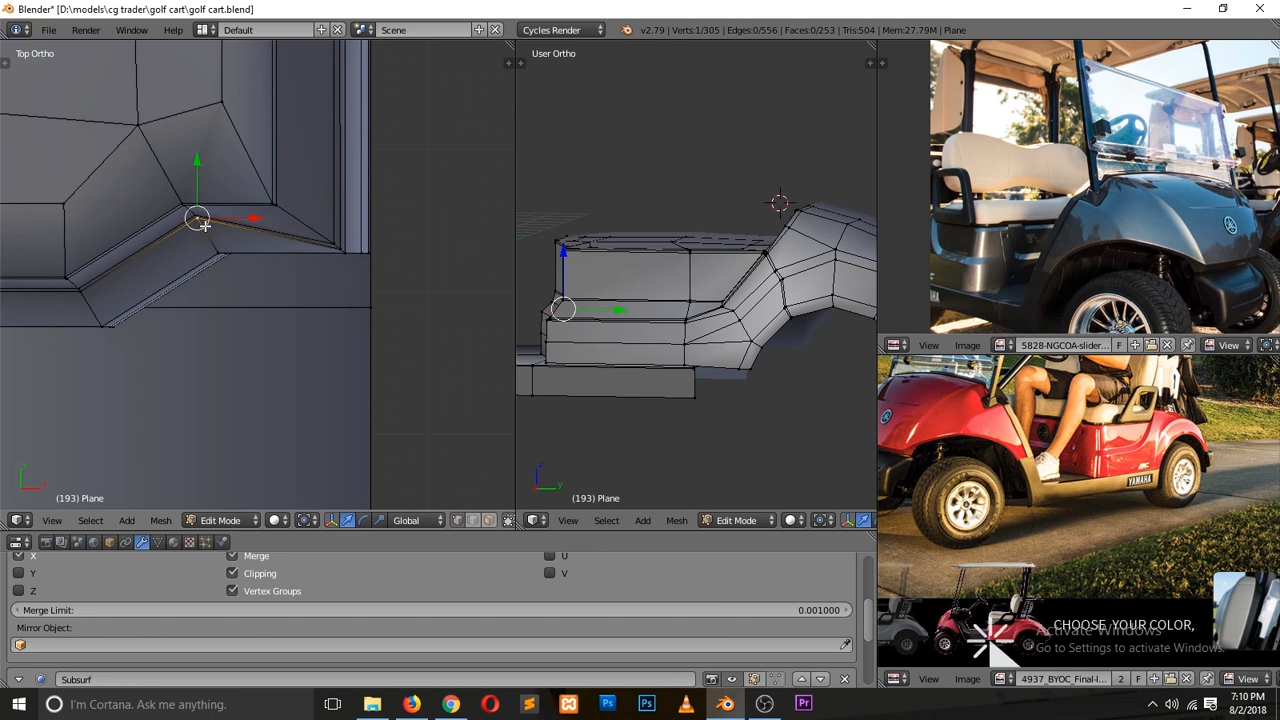 Blender* [D:\models\cg trader\golf cart\golf cart.blend]
File Render Window Help Default Scene Cycles Render v2.79 | Verts:1/305 | Edges:0/556 | Faces:0/253 | Tris:504 | Mem:27.79M | Plane
Top Ortho
User Ortho
(193) Plane
(193) Plane
View Select Add Mesh Edit Mode Global
View Select Add Mesh Edit Mode
X Merge U
Y Clipping V
Z Vertex Groups
Merge Limit: 0.001000
Mirror Object:
Subsurf
View Image 5828-NGCOA-slider... F View
YAMAHA
CHOOSE YOUR COLOR,
Activate Windows
Go to Settings to activate Windows.
View Image 4937_BYOC_Final-I... 2 F View
I'm Cortana. Ask me anything.
7:10 PM
8/2/2018